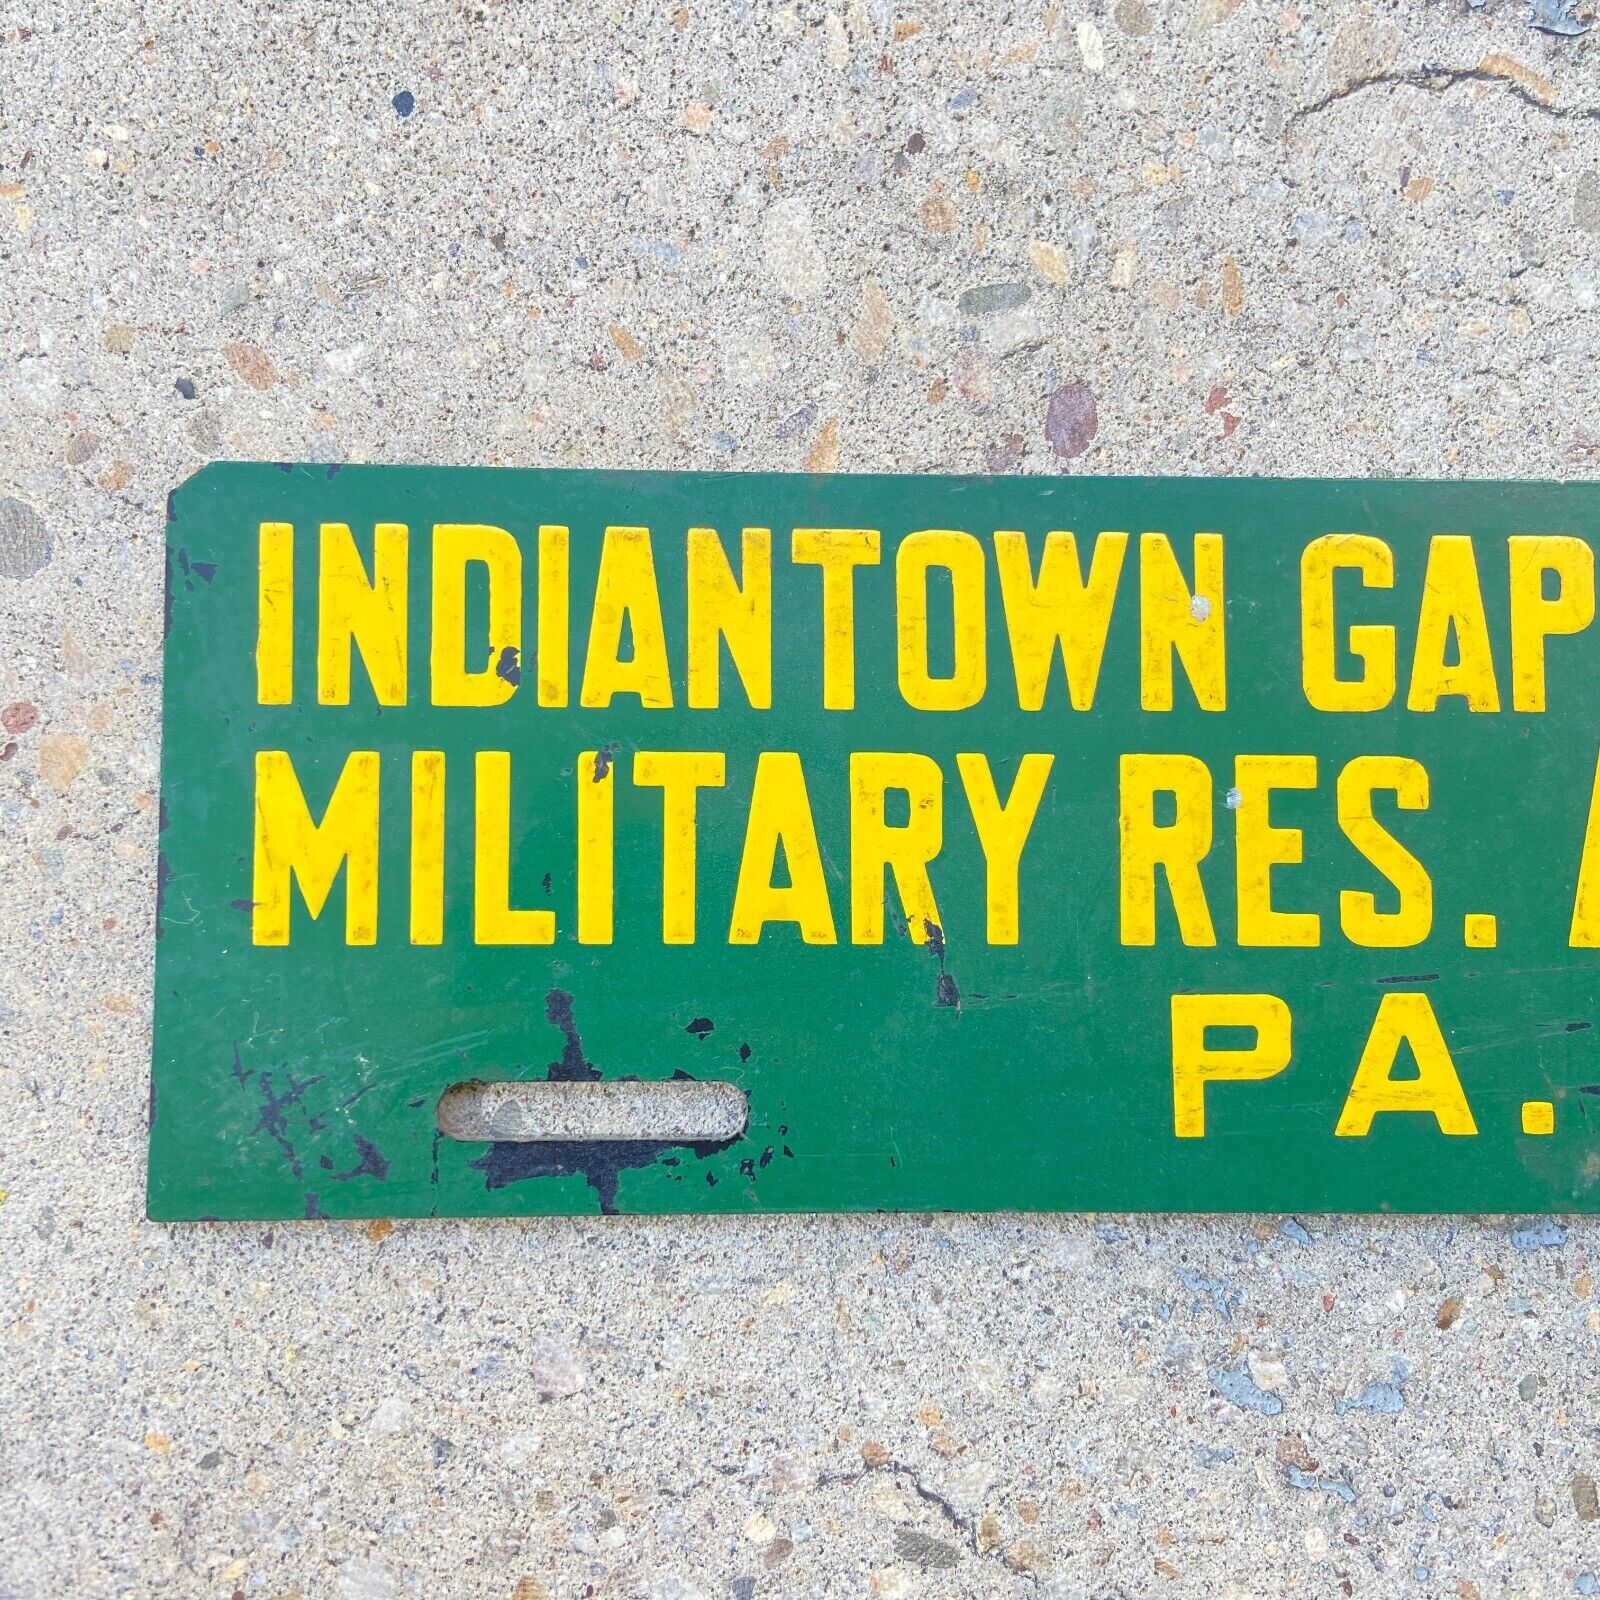 INDIANTOWN GAP
MILITARY RES.
PA.